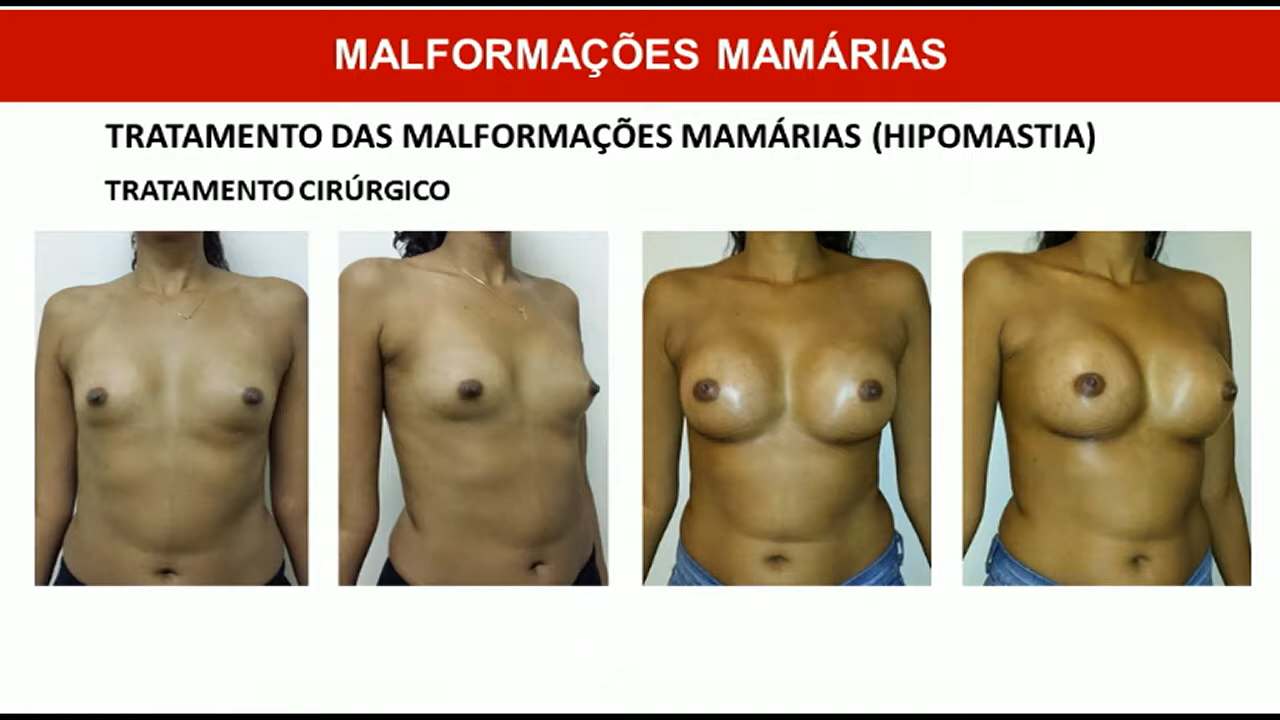 MALFORMAÇÕES MAMÁRIAS
TRATAMENTO DAS MALFORMAÇÕES MAMÁRIAS (HIPOMASTIA)
TRATAMENTO CIRÚRGICO